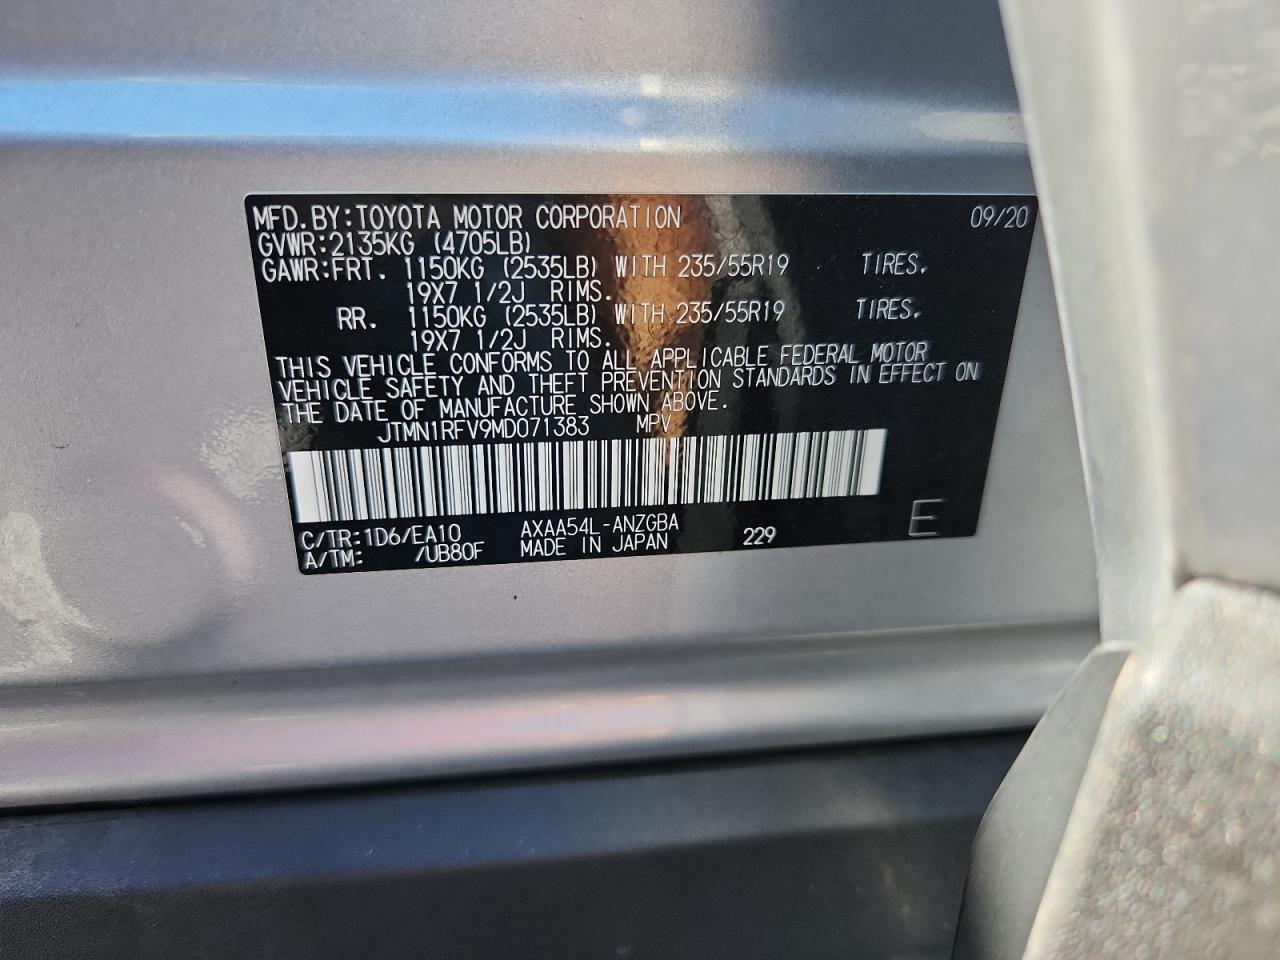 MFD.BY:TOYOTA MOTOR CORPORATION 09/20
GVWR:2135KG (4705LB)
GAWR:FRT. 1150KG (2535LB) WITH 235/55R19 TIRES.
19X7 1/2J RIMS.
RR. 1150KG (2535LB) WITH 235/55R19 TIRES.
19X7 1/2J RIMS.
THIS VEHICLE CONFORMS TO ALL APPLICABLE FEDERAL MOTOR
VEHICLE SAFETY AND THEFT PREVENTION STANDARDS IN EFFECT ON
THE DATE OF MANUFACTURE SHOWN ABOVE.
JTMN1RFV9MD071383 MPV
C/TR:1D6/EA10 AXAA54L-ANZGBA
A/TM: /UB80F MADE IN JAPAN 229 E